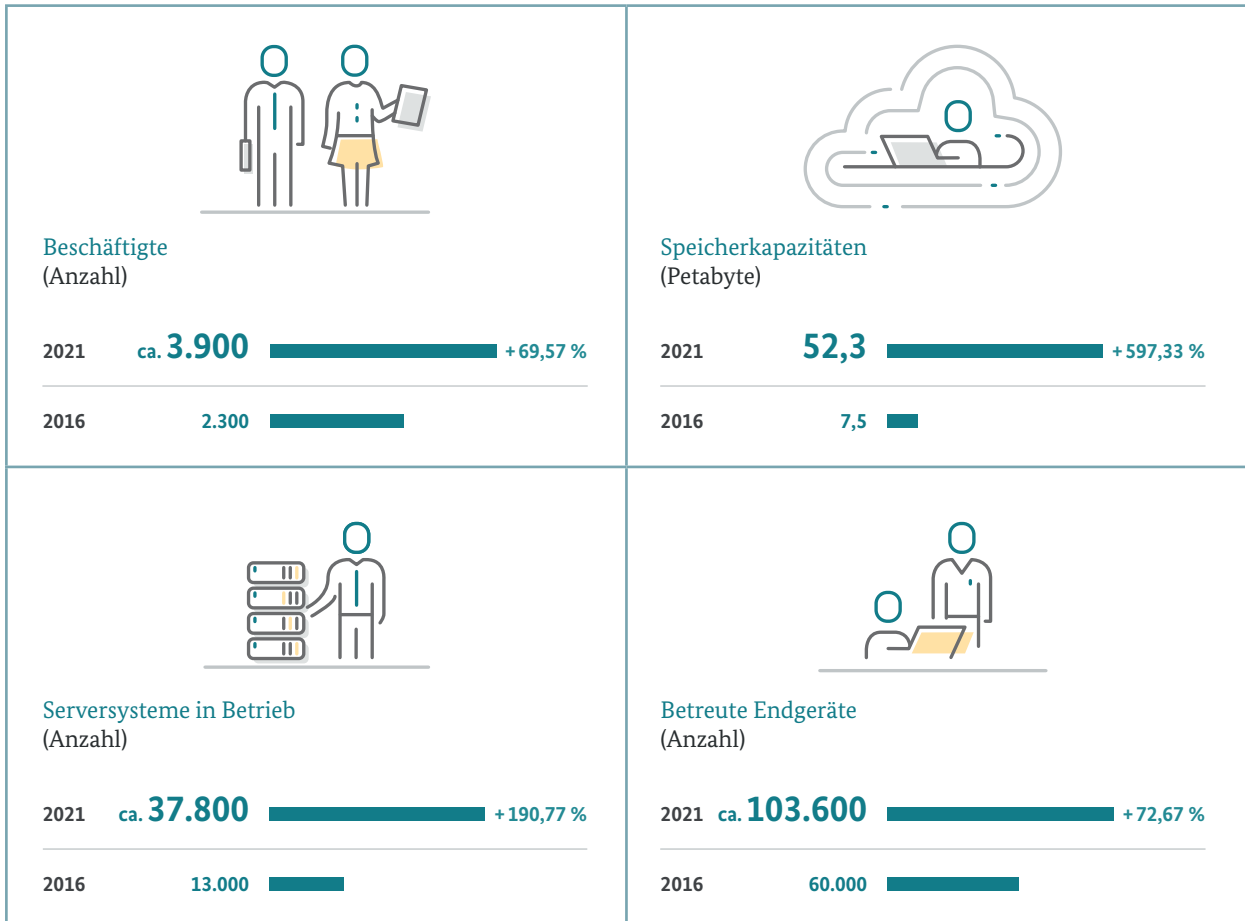 Beschäftigte
(Anzahl)
2021 ca. 3.900 + 69,57 %
2016 2.300
Speicherkapazitäten
(Petabyte)
2021 52,3 + 597,33 %
2016 7,5
Serversysteme in Betrieb
(Anzahl)
2021 ca. 37.800 + 190,77 %
2016 13.000
Betreute Endgeräte
(Anzahl)
2021 ca. 103.600 + 72,67 %
2016 60.000